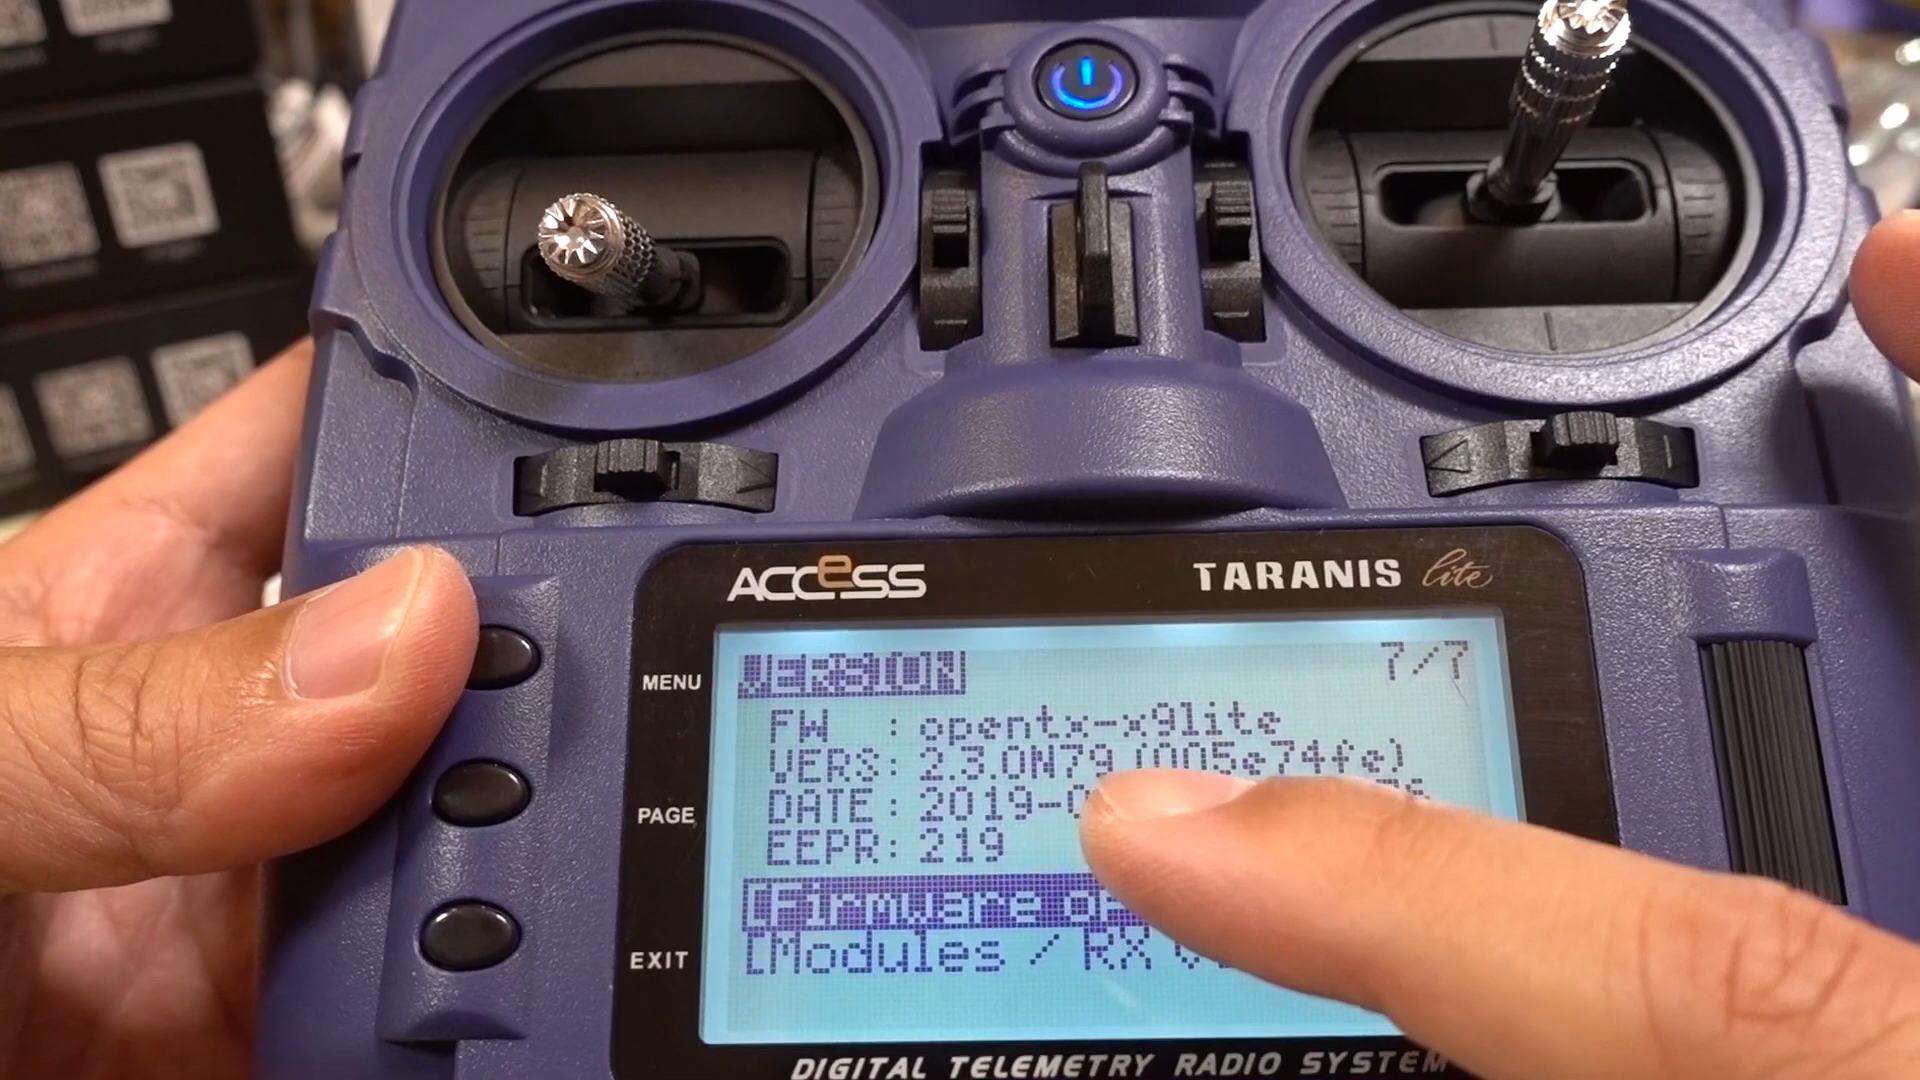 ACCeSS
TARANIS lite
VERSION 7/7
FW : opentx-x9lite
VERS: 2.3.0N79 (005e74fe)
DATE: 2019-0
EEPR: 219
[Firmware op
[Modules / RX
MENU
PAGE
EXIT
DIGITAL TELEMETRY RADIO SYSTEM